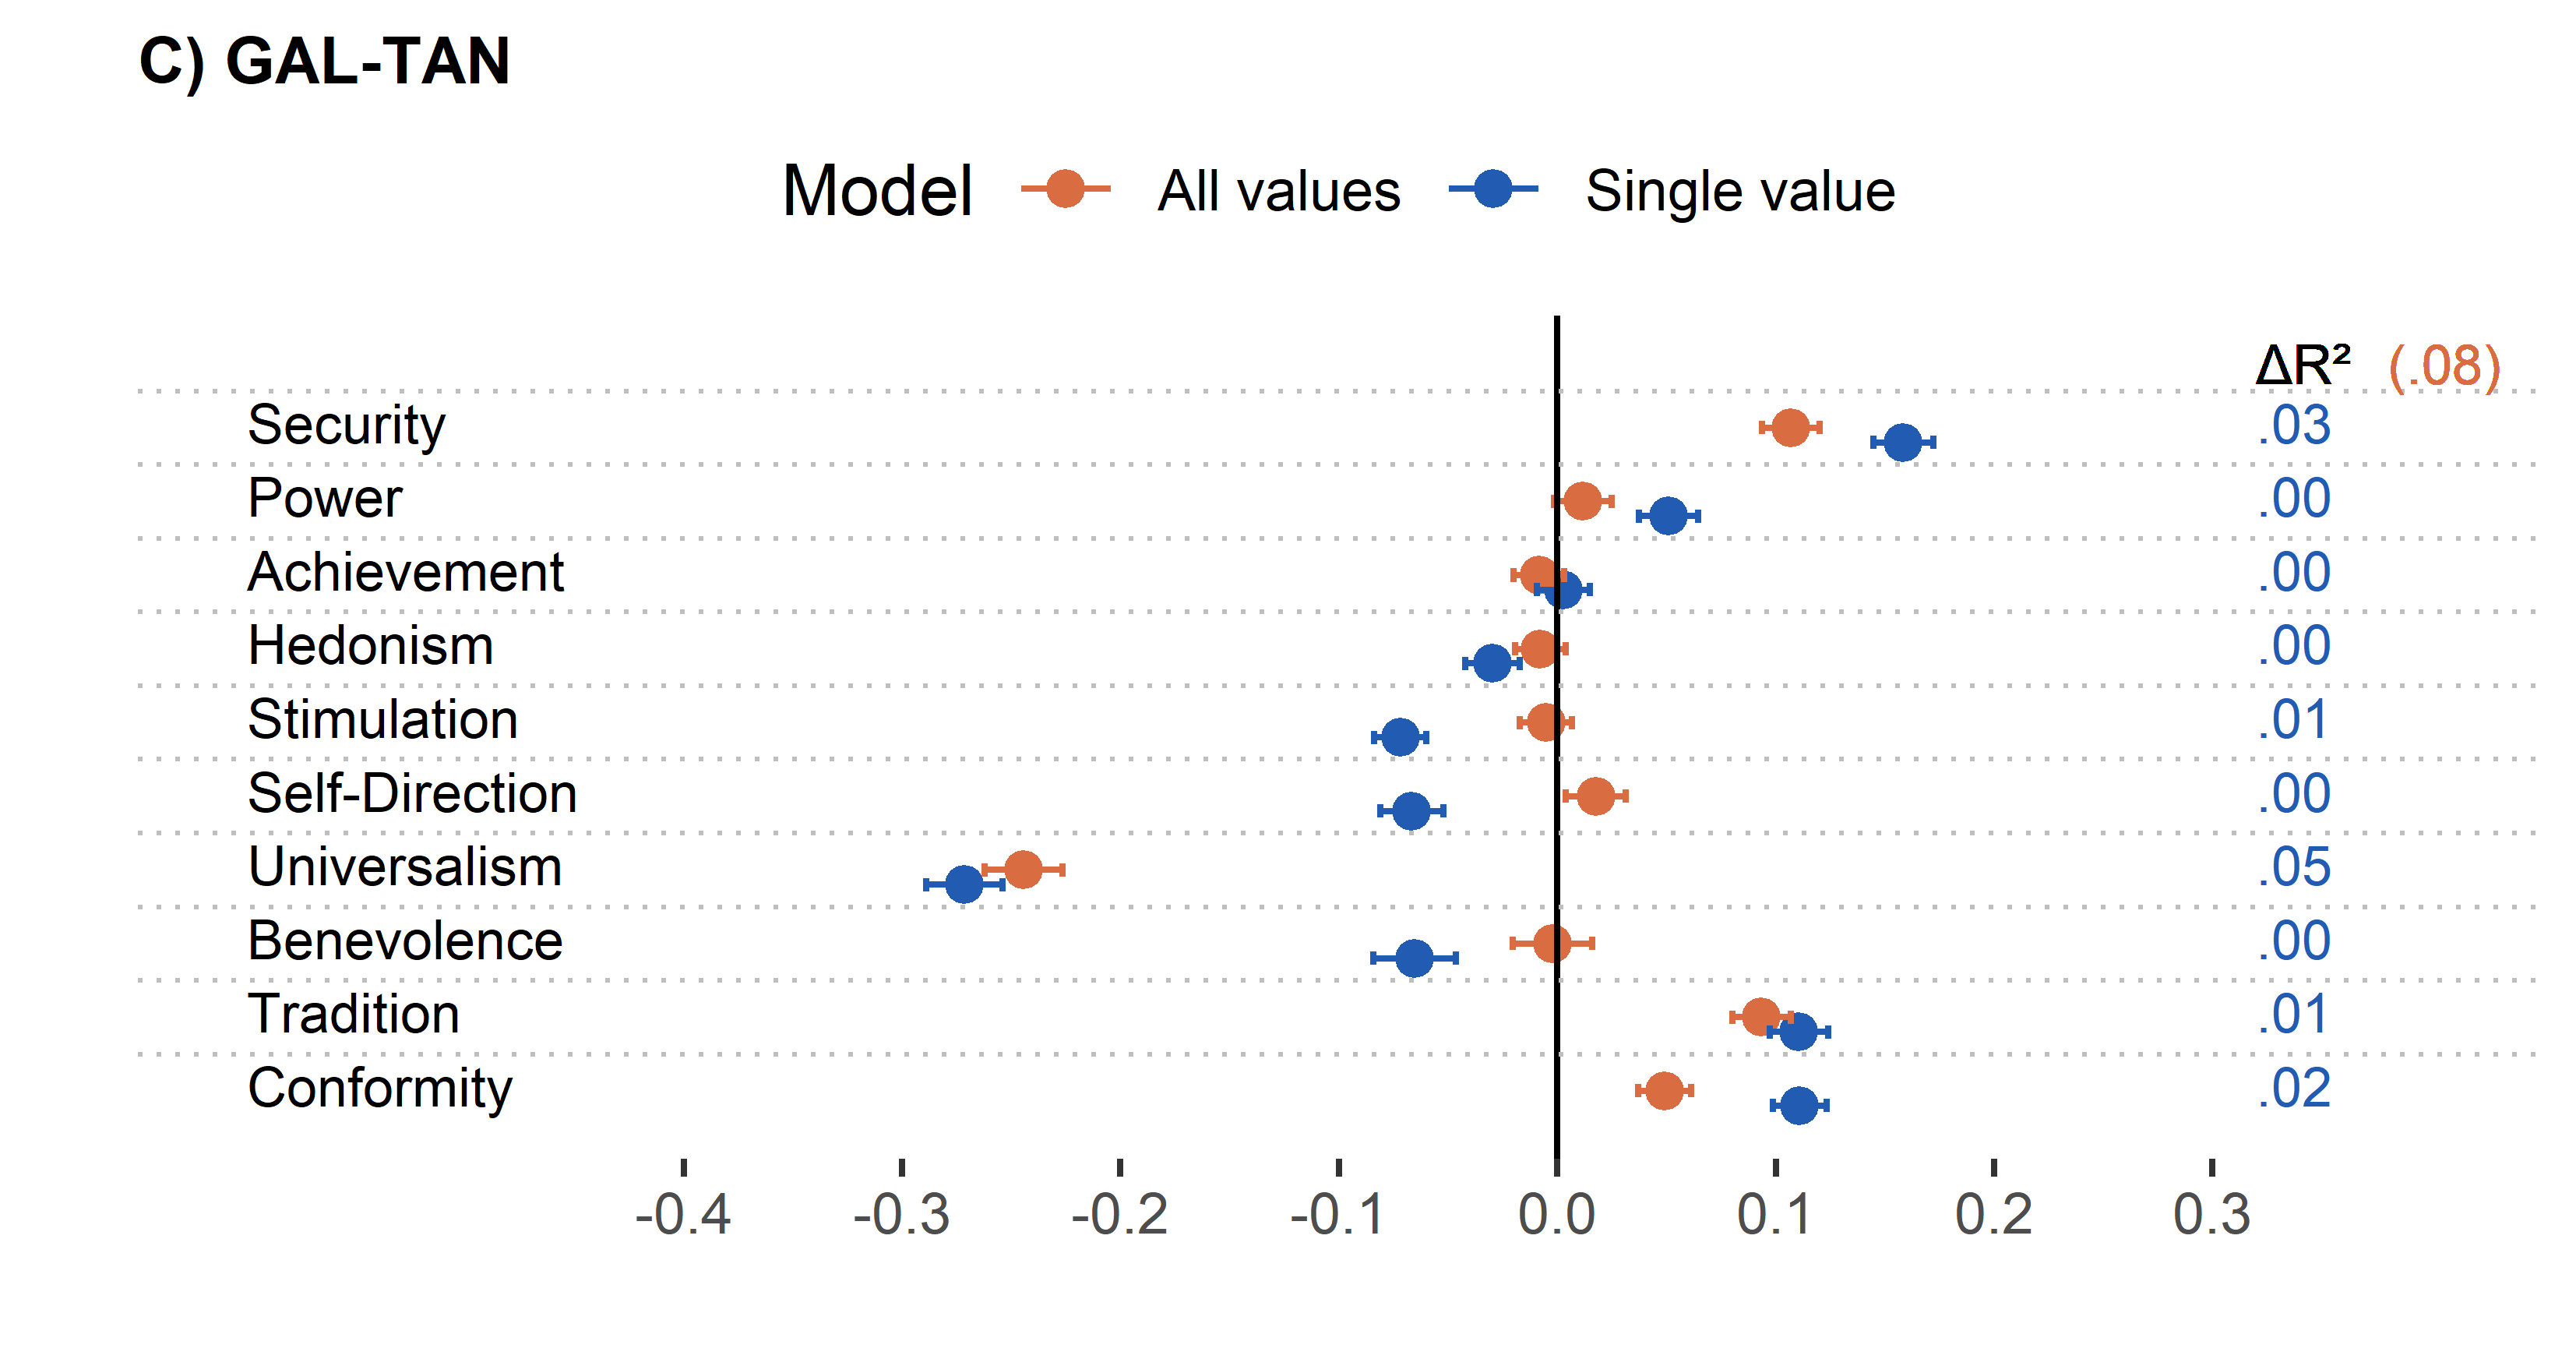 C) GAL-TAN
Model All values Single value
ΔR² (.08)
Security .03
Power .00
Achievement .00
Hedonism .00
Stimulation .01
Self-Direction .00
Universalism .05
Benevolence .00
Tradition .01
Conformity .02
-0.4 -0.3 -0.2 -0.1 0.0 0.1 0.2 0.3